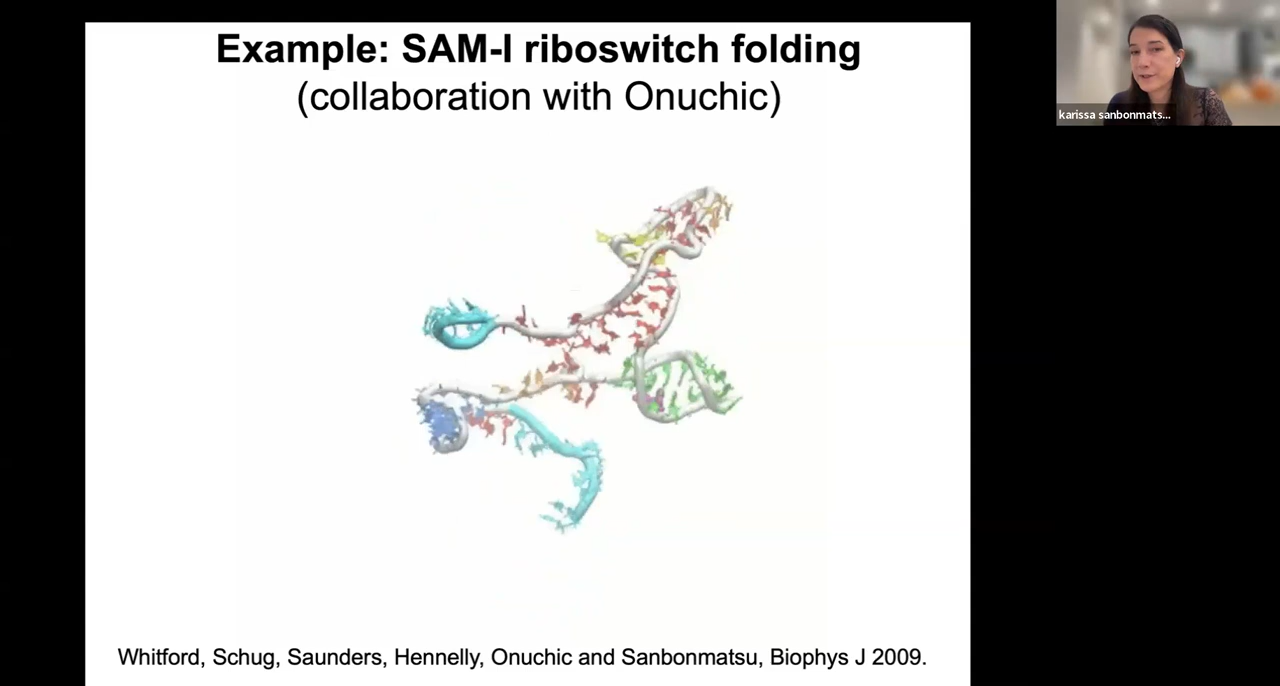 Example: SAM-I riboswitch folding
(collaboration with Onuchic)
karissa sanbonmats...
Whitford, Schug, Saunders, Hennelly, Onuchic and Sanbonmatsu, Biophys J 2009.